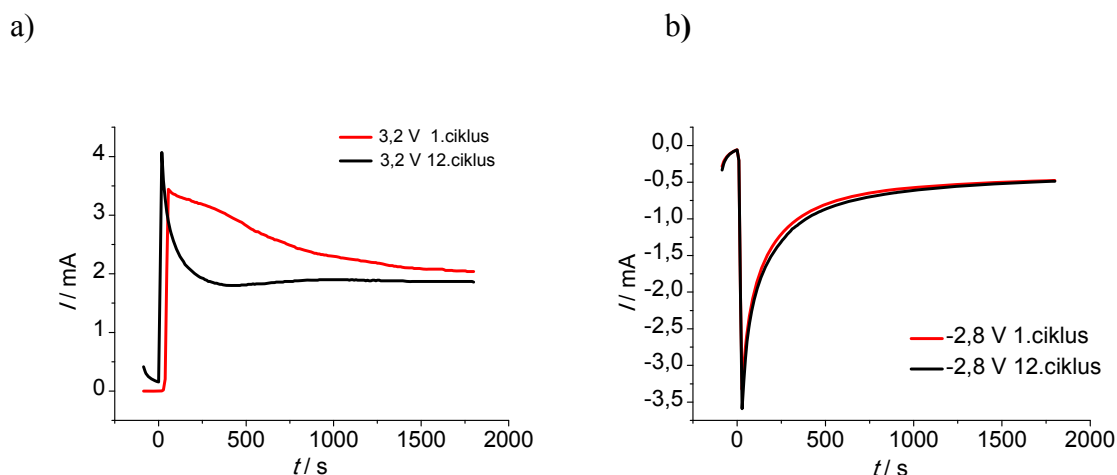 a)
b)
3,2 V 1.ciklus
3,2 V 12.ciklus
4
3
2
1
0
I / mA
0 500 1000 1500 2000
t / s
0,0
-0,5
-1,0
-1,5
-2,0
-2,5
-3,0
-3,5
I / mA
-2,8 V 1.ciklus
-2,8 V 12.ciklus
0 500 1000 1500 2000
t / s